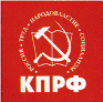 РОССИЯ • ТРУД • НАРОДОВЛАСТИЕ • СОЦИАЛИЗМ
КПРФ